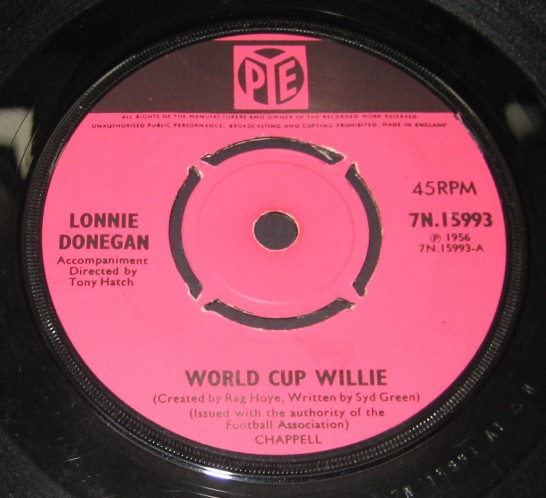 PYE
ALL RIGHTS OF THE MANUFACTURERS AND OWNER OF THE RECORDED WORK RESERVED
UNAUTHORISED PUBLIC PERFORMANCE, BROADCASTING AND COPYING PROHIBITED. MADE IN ENGLAND
45RPM
LONNIE
DONEGAN
Accompaniment
Directed by
Tony Hatch
7N.15993
℗ 1956
7N.15993-A
WORLD CUP WILLIE
(Created by Reg Hoye, Written by Syd Green)
(Issued with the authority of the
Football Association)
CHAPPELL